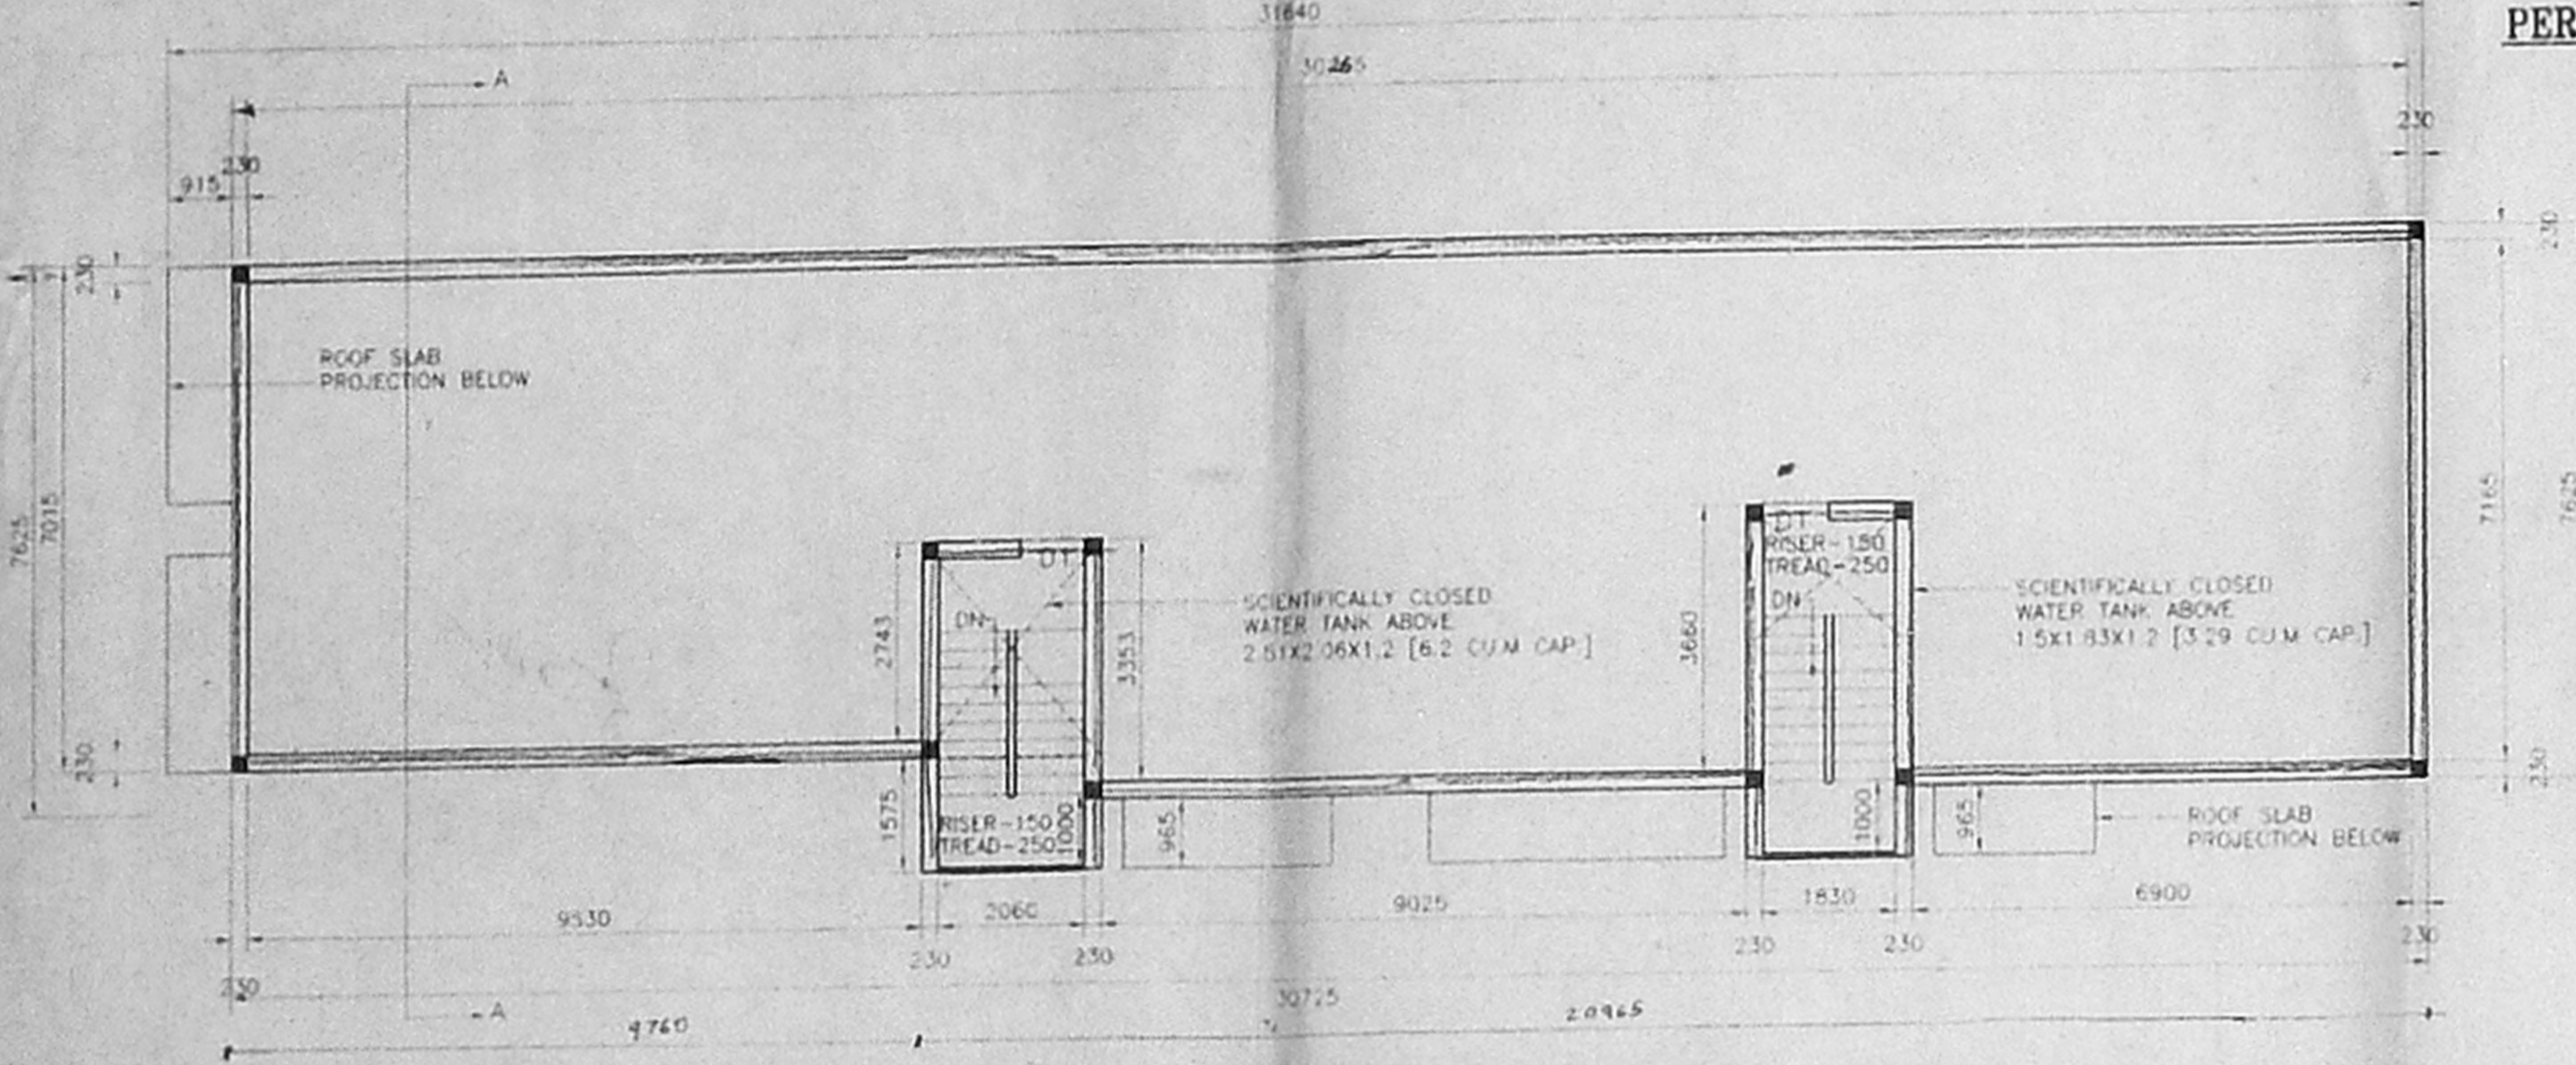 31640
PER
30265
A
230
230
915
230
230
ROOF SLAB
PROJECTION BELOW
7625
7015
7165
7625
DT
RISER-150
TREAD-250
DT
SCIENTIFICALLY CLOSED
WATER TANK ABOVE
2.51X2.06X1.2 [6.2 CU.M CAP.]
SCIENTIFICALLY CLOSED
WATER TANK ABOVE
1.5X1.83X1.2 [3.29 CU.M CAP.]
DN
DN
2743
3353
3660
230
230
1575
RISER-150
TREAD-250
1000
965
1000
965
ROOF SLAB
PROJECTION BELOW
9530
2060
9025
1830
6900
230
230
230
230
230
230
A
30725
9760
20965